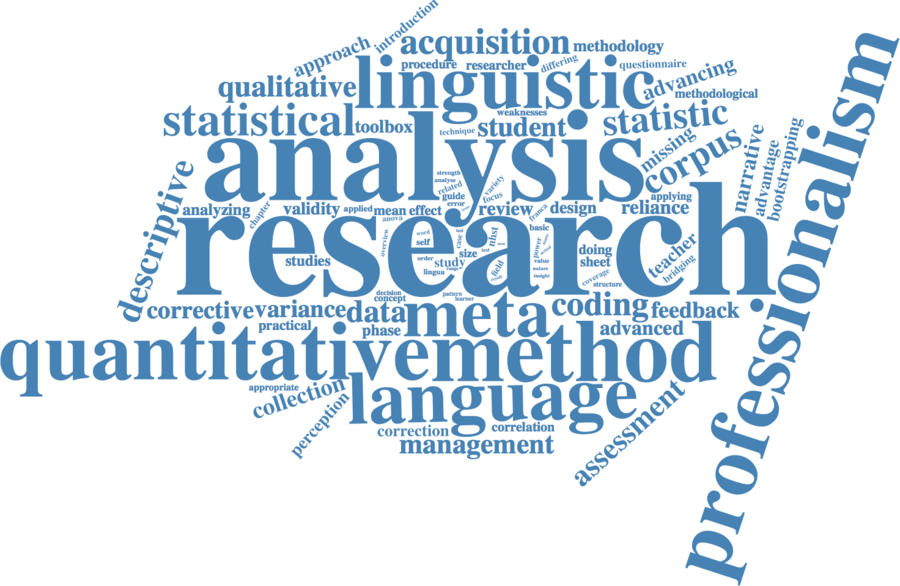 introduction
approach
acquisition
methodology
procedure
researcher
differing
questionnaire
qualitative
linguistic
advancing
methodological
statistical
toolbox
weaknesses
technique
student
statistic
analysis
missing
corpus
narrative
advantage
bootstrapping
professionalism
descriptive
strength
analyse
related
guide
error
variety
focus
analyzing
chapter
validity
applied
mean
effect
anova
review
franca
design
applying
reliance
research
overview
word
self
order
lingua
study
case
size
nhst
field
basic
power
value
nature
insight
studies
doing
sheet
coverage
structure
teacher
bridging
decision
concept
pattern
learner
corrective
variance
data
meta
coding
feedback
practical
phase
advanced
quantitative
method
appropriate
collection
perception
language
assessment
correction
correlation
management